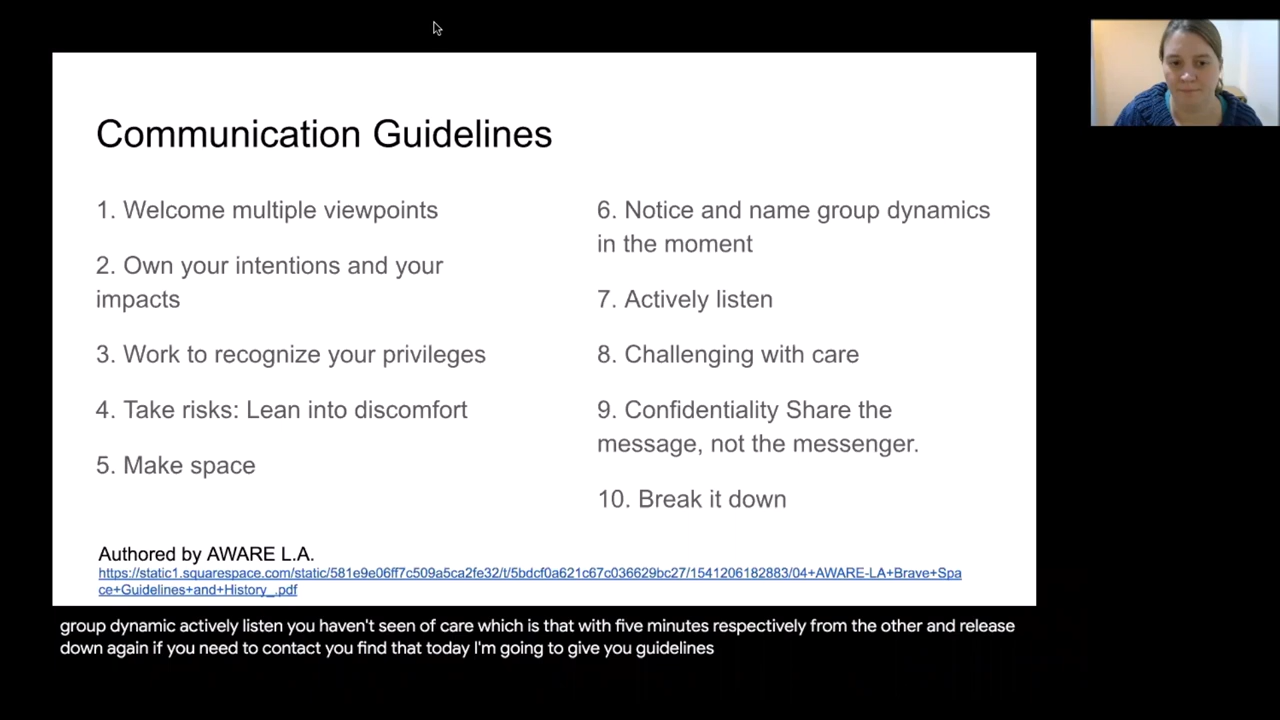 Communication Guidelines
1. Welcome multiple viewpoints
2. Own your intentions and your
impacts
3. Work to recognize your privileges
4. Take risks: Lean into discomfort
5. Make space
6. Notice and name group dynamics
in the moment
7. Actively listen
8. Challenging with care
9. Confidentiality Share the
message, not the messenger.
10. Break it down
Authored by AWARE L.A.
https://static1.squarespace.com/static/581e9e06ff7c509a5ca2fe32/t/5bdcf0a621c67c036629bc27/1541206182883/04+AWARE-LA+Brave+Spa
ce+Guidelines+and+History_.pdf
group dynamic actively listen you haven't seen of care which is that with five minutes respectively from the other and release
down again if you need to contact you find that today I'm going to give you guidelines